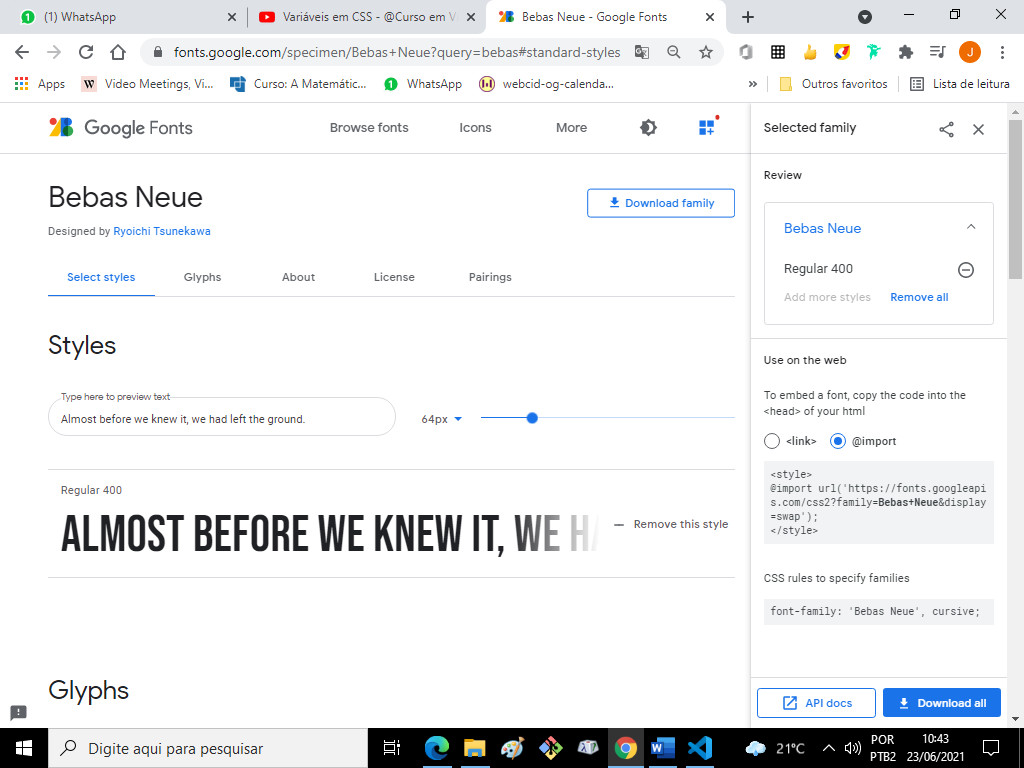 (1) WhatsApp
Variáveis em CSS - @Curso em V
Bebas Neue - Google Fonts
fonts.google.com/specimen/Bebas+Neue?query=bebas#standard-styles
J
Apps
Video Meetings, Vi...
Curso: A Matemátic...
WhatsApp
webcid-og-calenda...
»
Outros favoritos
Lista de leitura
Google Fonts
Browse fonts
Icons
More
Selected family
Bebas Neue
Designed by Ryoichi Tsunekawa
Download family
Select styles
Glyphs
About
License
Pairings
Styles
Type here to preview text
Almost before we knew it, we had left the ground.
64px
Regular 400
ALMOST BEFORE WE KNEW IT, WE HA
Remove this style
Glyphs
Review
Bebas Neue
Regular 400
Add more styles
Remove all
Use on the web
To embed a font, copy the code into the
<head> of your html
<link>
@import
<style>
@import url('https://fonts.googleapi
s.com/css2?family=Bebas+Neue&display
=swap');
</style>
CSS rules to specify families
font-family: 'Bebas Neue', cursive;
API docs
Download all
Digite aqui para pesquisar
21°C
POR
PTB2
10:43
23/06/2021